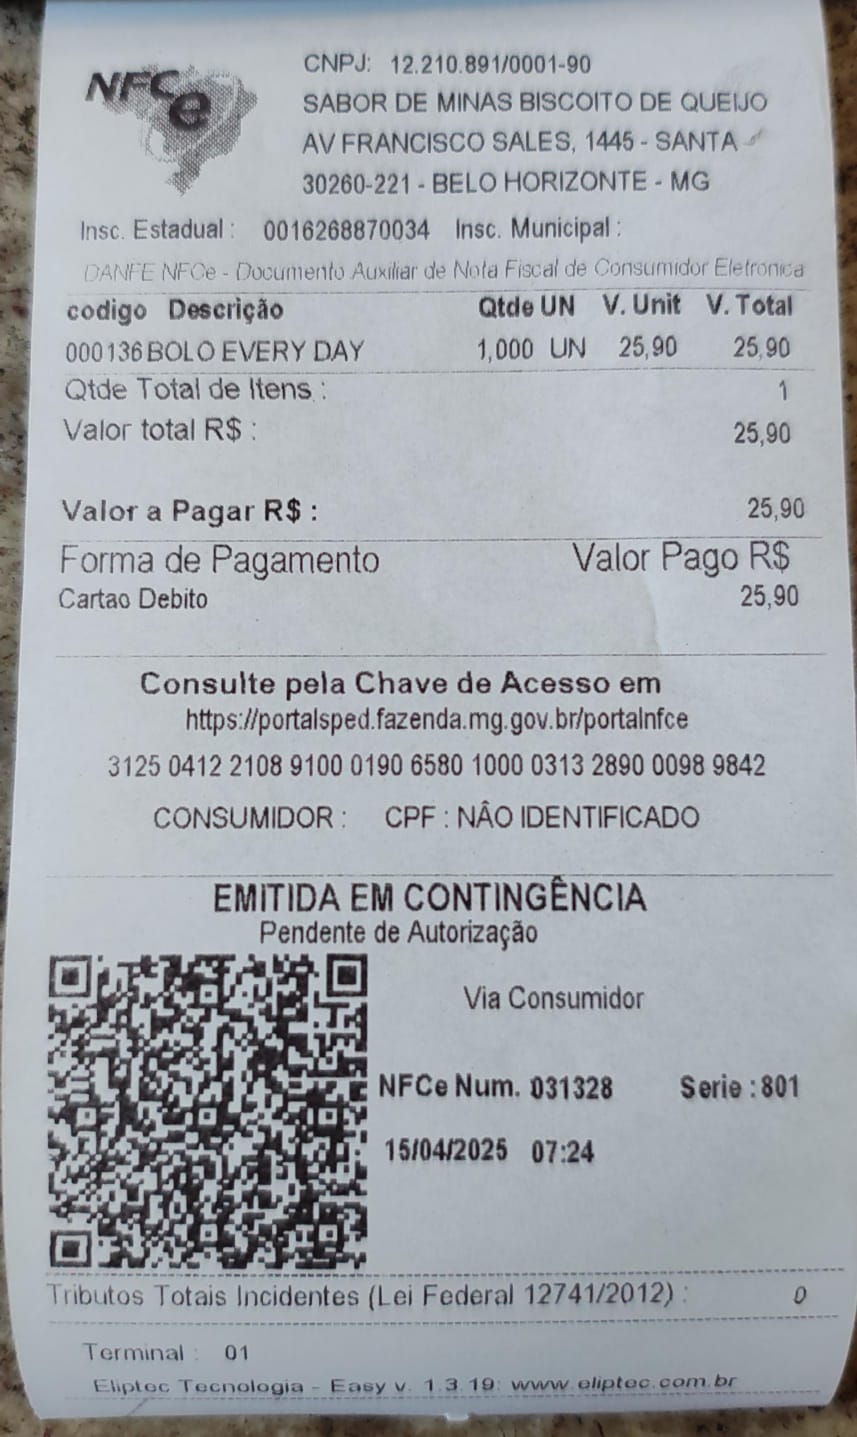 NFCe
CNPJ: 12.210.891/0001-90
SABOR DE MINAS BISCOITO DE QUEIJO
AV FRANCISCO SALES, 1445 - SANTA
30260-221 - BELO HORIZONTE - MG
Insc. Estadual : 0016268870034 Insc. Municipal :
DANFE NFCe - Documento Auxiliar de Nota Fiscal de Consumidor Eletronica
codigo Descrição Qtde UN V. Unit V. Total
000136 BOLO EVERY DAY 1,000 UN 25,90 25,90
Qtde Total de Itens : 1
Valor total R$ : 25,90
Valor a Pagar R$ : 25,90
Forma de Pagamento Valor Pago R$
Cartao Debito 25,90
Consulte pela Chave de Acesso em
https://portalsped.fazenda.mg.gov.br/portalnfce
3125 0412 2108 9100 0190 6580 1000 0313 2890 0098 9842
CONSUMIDOR : CPF : NÂO IDENTIFICADO
EMITIDA EM CONTINGÊNCIA
Pendente de Autorização
Via Consumidor
NFCe Num. 031328 Serie : 801
15/04/2025 07:24
Tributos Totais Incidentes (Lei Federal 12741/2012) : 0
Terminal : 01
Eliptec Tecnologia - Easy v. 1.3.19: www.eliptec.com.br